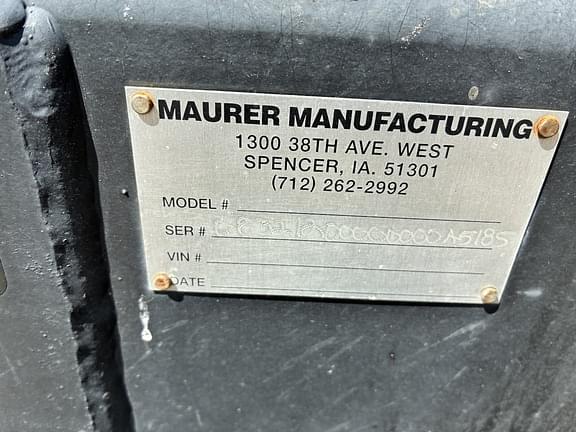 MAURER MANUFACTURING
1300 38TH AVE. WEST
SPENCER, IA. 51301
(712) 262-2992
MODEL #
SER #
VIN #
DATE